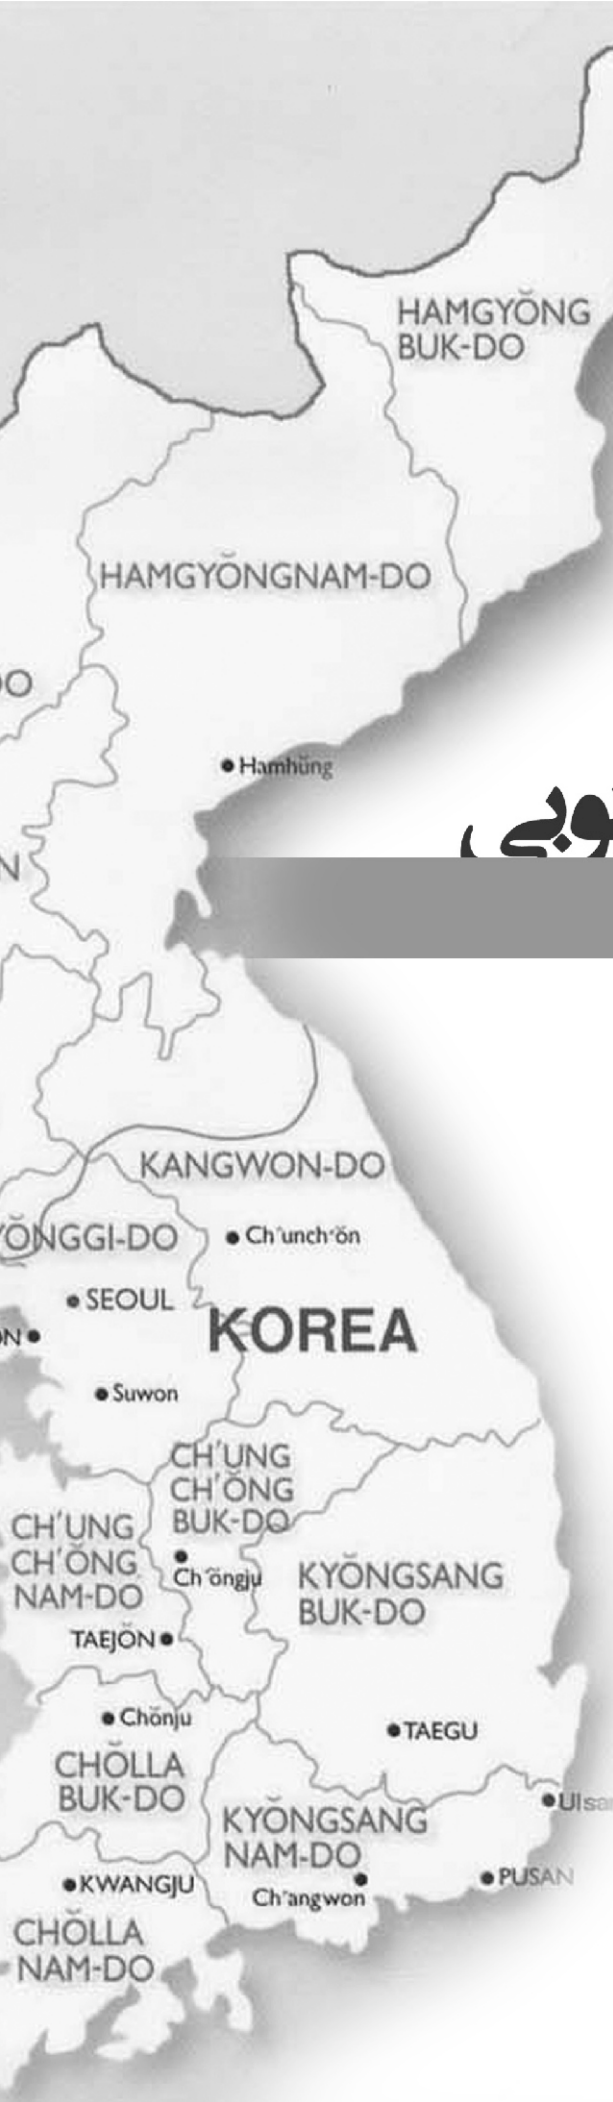 HAMGYŎNG
BUK-DO
HAMGYŎNGNAM-DO
Hamhŭng
KANGWON-DO
Ch'unch'ŏn
SEOUL
KOREA
Suwon
CH'UNG
CH'ŎNG
BUK-DO
CH'UNG
CH'ŎNG
NAM-DO
Ch'ŏngju
KYŎNGSANG
BUK-DO
TAEJŎN
Chŏnju
TAEGU
CHŎLLA
BUK-DO
KYŎNGSANG
NAM-DO
KWANGJU
Ch'angwon
PUSAN
CHŎLLA
NAM-DO